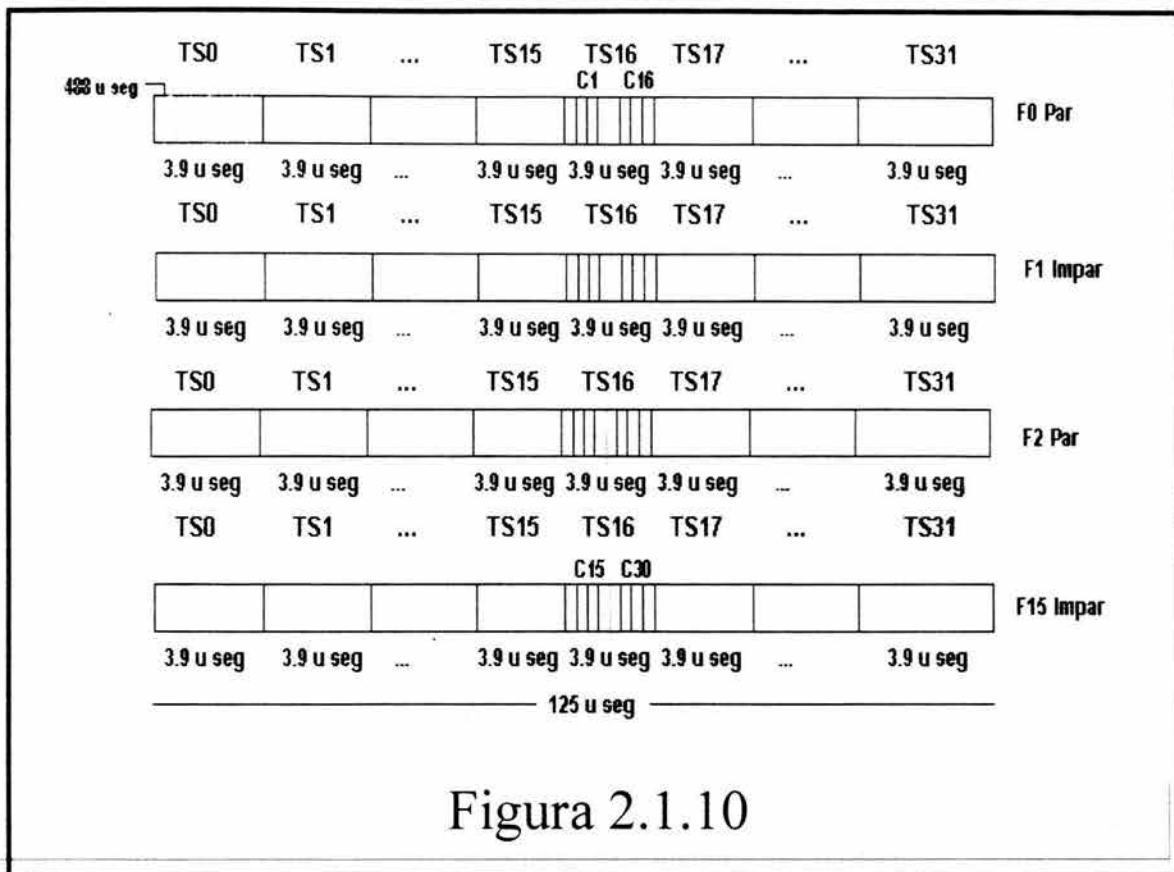 TS0 TS1 ... TS15 TS16 TS17 ... TS31
C1 C16
488 u seg
F0 Par
3.9 u seg 3.9 u seg ... 3.9 u seg 3.9 u seg 3.9 u seg ... 3.9 u seg
TS0 TS1 ... TS15 TS16 TS17 ... TS31
F1 Impar
3.9 u seg 3.9 u seg ... 3.9 u seg 3.9 u seg 3.9 u seg ... 3.9 u seg
TS0 TS1 ... TS15 TS16 TS17 ... TS31
F2 Par
3.9 u seg 3.9 u seg ... 3.9 u seg 3.9 u seg 3.9 u seg ... 3.9 u seg
TS0 TS1 ... TS15 TS16 TS17 ... TS31
C15 C30
F15 Impar
3.9 u seg 3.9 u seg ... 3.9 u seg 3.9 u seg 3.9 u seg ... 3.9 u seg
125 u seg
Figura 2.1.10